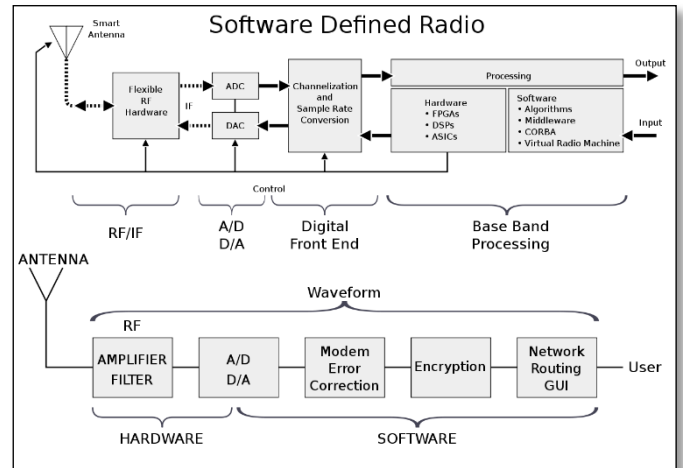 Software Defined Radio
Smart
Antenna
Flexible
RF
Hardware
IF
ADC
DAC
Channelization
and
Sample Rate
Conversion
Processing
Output
Hardware
• FPGAs
• DSPs
• ASICs
Software
• Algorithms
• Middleware
• CORBA
• Virtual Radio Machine
Input
Control
RF/IF
A/D
D/A
Digital
Front End
Base Band
Processing
ANTENNA
Waveform
RF
AMPLIFIER
FILTER
A/D
D/A
Modem
Error
Correction
Encryption
Network
Routing
GUI
User
HARDWARE
SOFTWARE